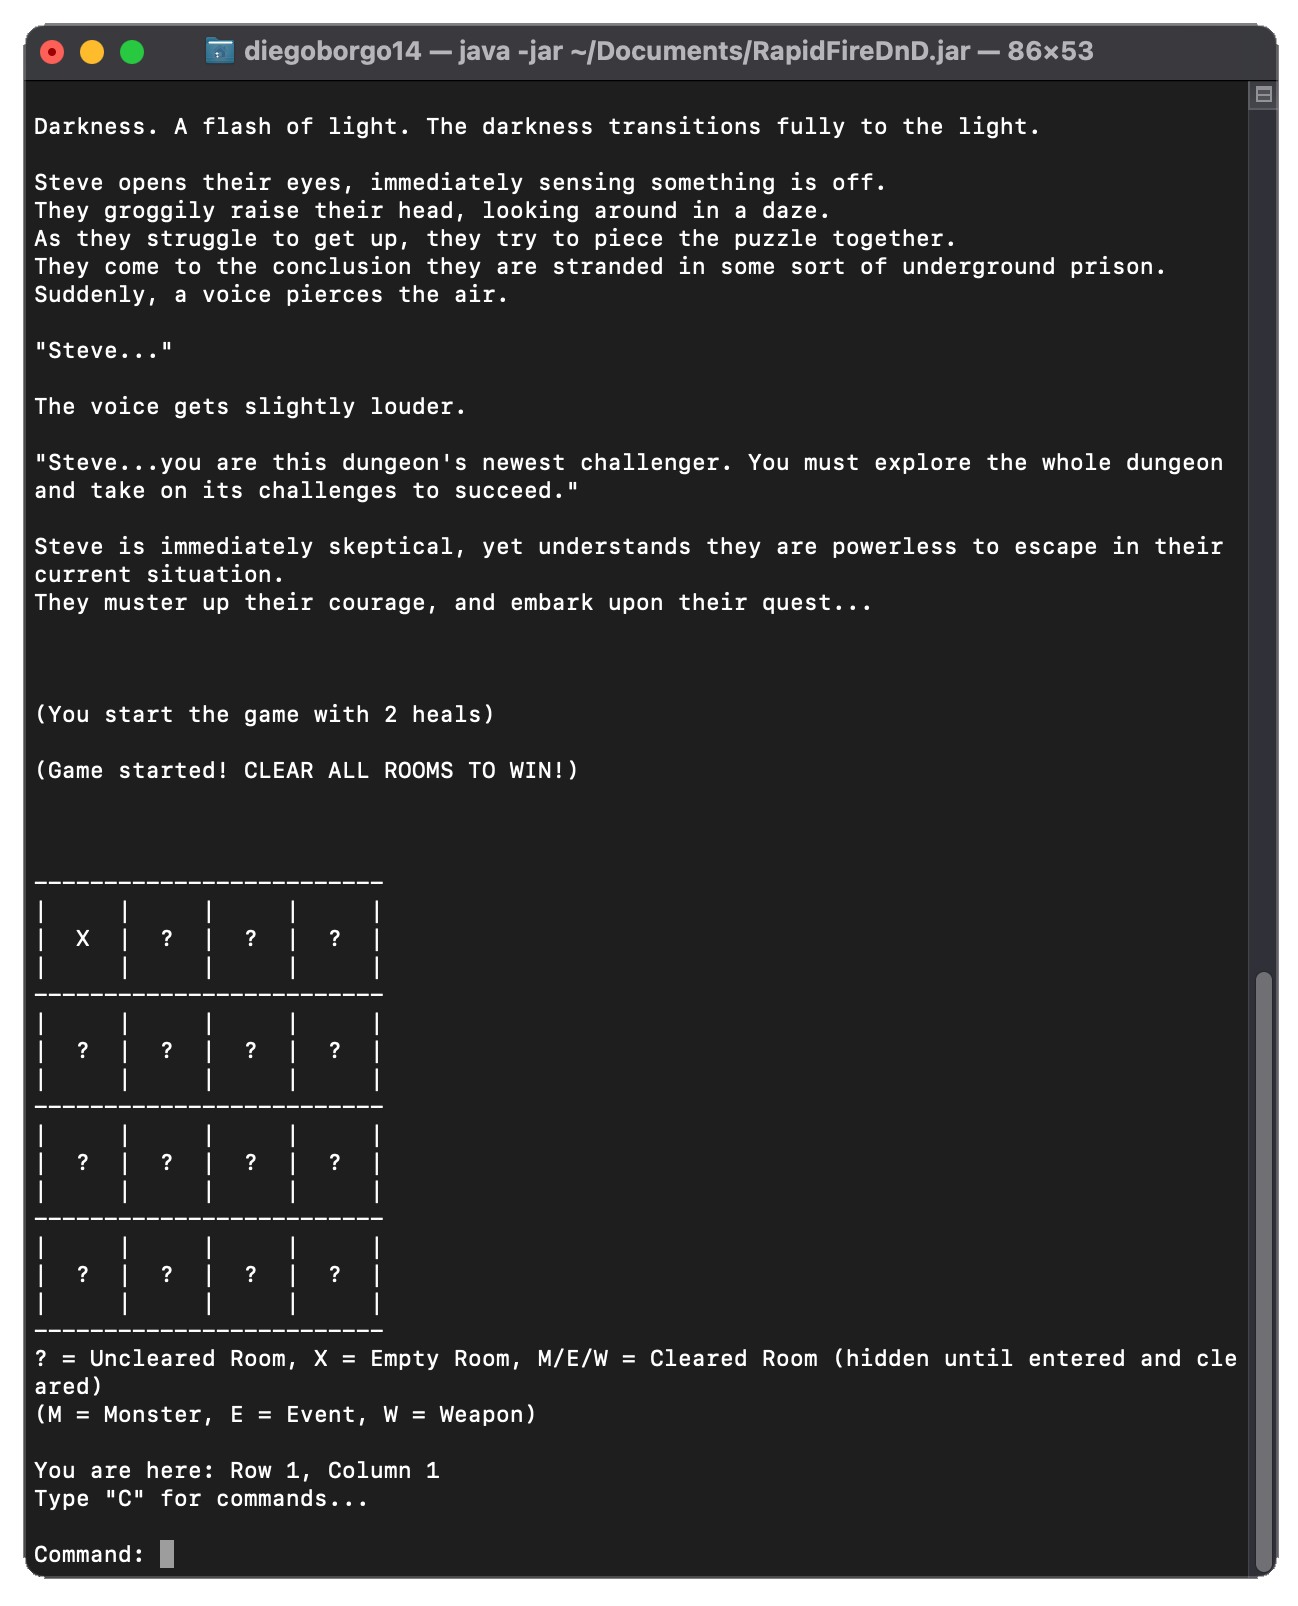 diegoborgo14 — java -jar ~/Documents/RapidFireDnD.jar — 86×53
Darkness. A flash of light. The darkness transitions fully to the light.
Steve opens their eyes, immediately sensing something is off.
They groggily raise their head, looking around in a daze.
As they struggle to get up, they try to piece the puzzle together.
They come to the conclusion they are stranded in some sort of underground prison.
Suddenly, a voice pierces the air.
"Steve..."
The voice gets slightly louder.
"Steve...you are this dungeon's newest challenger. You must explore the whole dungeon
and take on its challenges to succeed."
Steve is immediately skeptical, yet understands they are powerless to escape in their
current situation.
They muster up their courage, and embark upon their quest...
(You start the game with 2 heals)
(Game started! CLEAR ALL ROOMS TO WIN!)
-------------------------
|     |     |     |     |
|  X  |  ?  |  ?  |  ?  |
|     |     |     |     |
-------------------------
|     |     |     |     |
|  ?  |  ?  |  ?  |  ?  |
|     |     |     |     |
-------------------------
|     |     |     |     |
|  ?  |  ?  |  ?  |  ?  |
|     |     |     |     |
-------------------------
|     |     |     |     |
|  ?  |  ?  |  ?  |  ?  |
|     |     |     |     |
-------------------------
? = Uncleared Room, X = Empty Room, M/E/W = Cleared Room (hidden until entered and cle
ared)
(M = Monster, E = Event, W = Weapon)
You are here: Row 1, Column 1
Type "C" for commands...
Command: